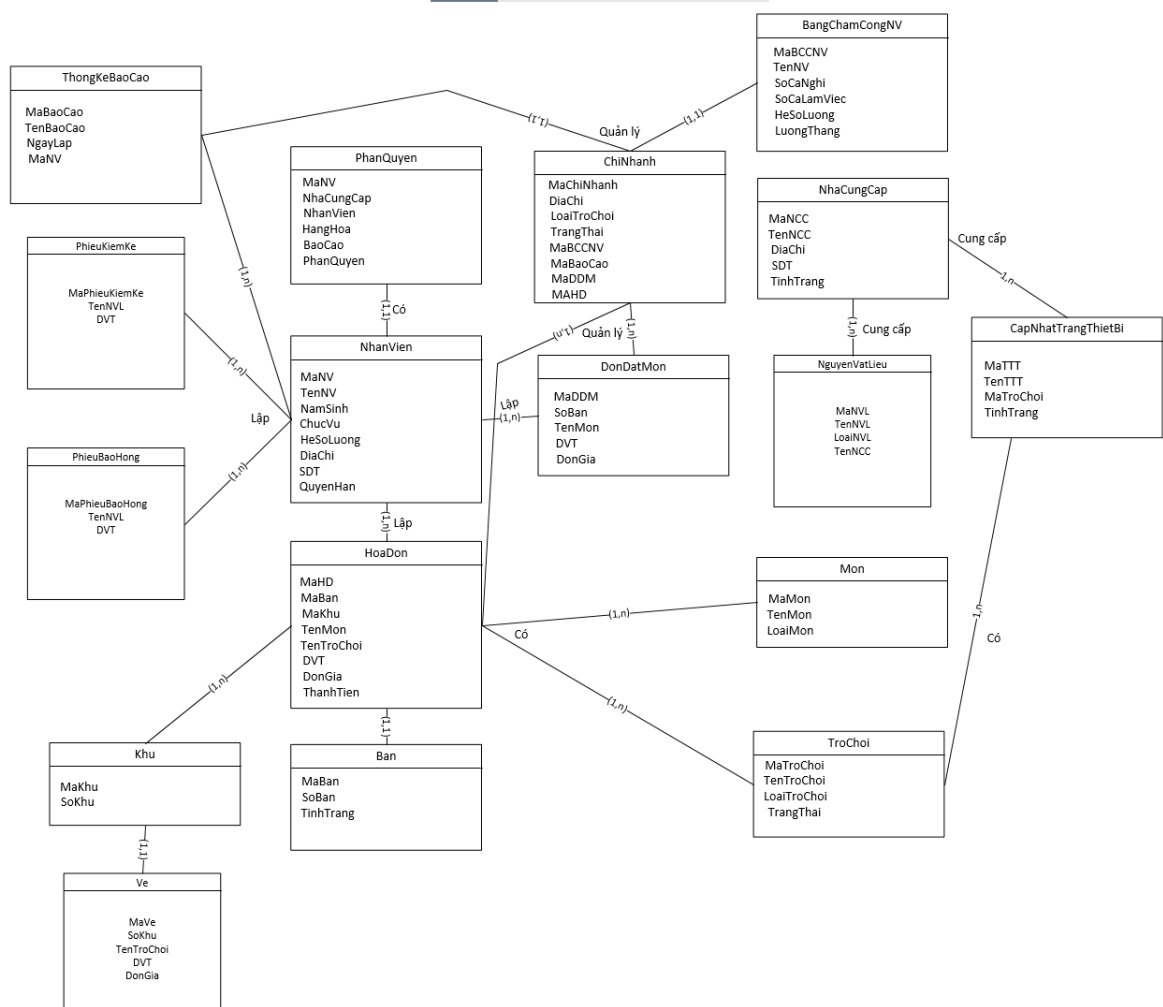 BangChamCongNV
MaBCCNV
TenNV
SoCaNghi
SoCaLamViec
HeSoLuong
LuongThang
ThongKeBaoCao
MaBaoCao
TenBaoCao
NgayLap
MaNV
(1,1)
Quản lý
(1,1)
PhanQuyen
MaNV
NhaCungCap
NhanVien
HangHoa
BaoCao
PhanQuyen
ChiNhanh
MaChiNhanh
DiaChi
LoaiTroChoi
TrangThai
MaBCCNV
MaBaoCao
MaDDM
MAHD
NhaCungCap
MaNCC
TenNCC
DiaChi
SDT
TinhTrang
Cung cấp
1,n
PhieuKiemKe
MaPhieuKiemKe
TenNVL
DVT
(1,n)
(1,1)
Có
(1,n)
Quản lý
(1,n)
(1,n)
Cung cấp
CapNhatTrangThietBi
MaTTT
TenTTT
MaTroChoi
TinhTrang
NhanVien
MaNV
TenNV
NamSinh
ChucVu
HeSoLuong
DiaChi
SDT
QuyenHan
(1,n)
Lập
(1,n)
Lập
(1,n)
DonDatMon
MaDDM
SoBan
TenMon
DVT
DonGia
NguyenVatLieu
MaNVL
TenNVL
LoaiNVL
TenNCC
PhieuBaoHong
MaPhieuBaoHong
TenNVL
DVT
(1,n)
Lập
HoaDon
MaHD
MaBan
MaKhu
TenMon
TenTroChoi
DVT
DonGia
ThanhTien
Có
(1,n)
(1,n)
Mon
MaMon
TenMon
LoaiMon
1,n
Có
(1,n)
(1,1)
Khu
MaKhu
SoKhu
Ban
MaBan
SoBan
TinhTrang
TroChoi
MaTroChoi
TenTroChoi
LoaiTroChoi
TrangThai
(1,1)
Ve
MaVe
SoKhu
TenTroChoi
DVT
DonGia